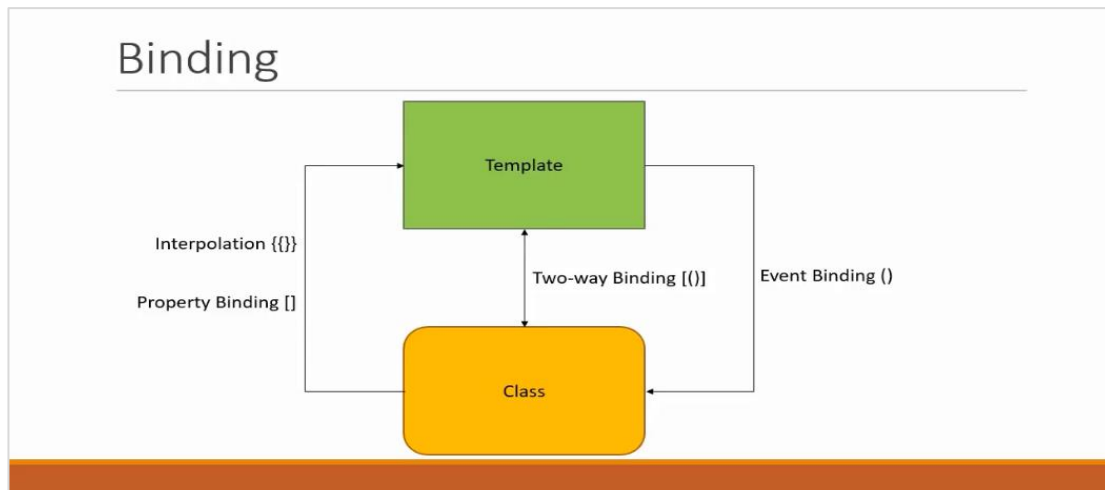 Binding
Template
Interpolation {{}}
Two-way Binding [()]
Event Binding ()
Property Binding []
Class